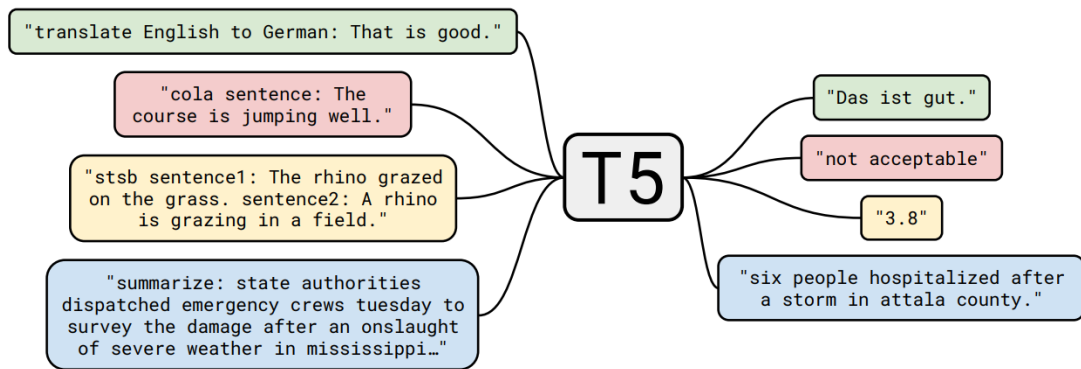 "translate English to German: That is good."
"cola sentence: The
course is jumping well."
"stsb sentence1: The rhino grazed
on the grass. sentence2: A rhino
is grazing in a field."
"summarize: state authorities
dispatched emergency crews tuesday to
survey the damage after an onslaught
of severe weather in mississippi…"
T5
"Das ist gut."
"not acceptable"
"3.8"
"six people hospitalized after
a storm in attala county."